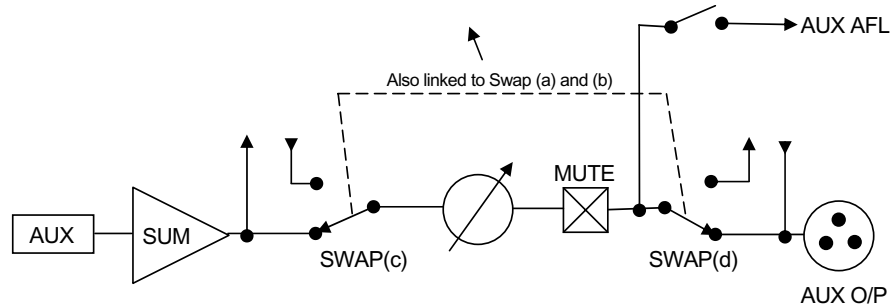 AUX AFL
Also linked to Swap (a) and (b)
MUTE
AUX
SUM
SWAP(c)
SWAP(d)
AUX O/P